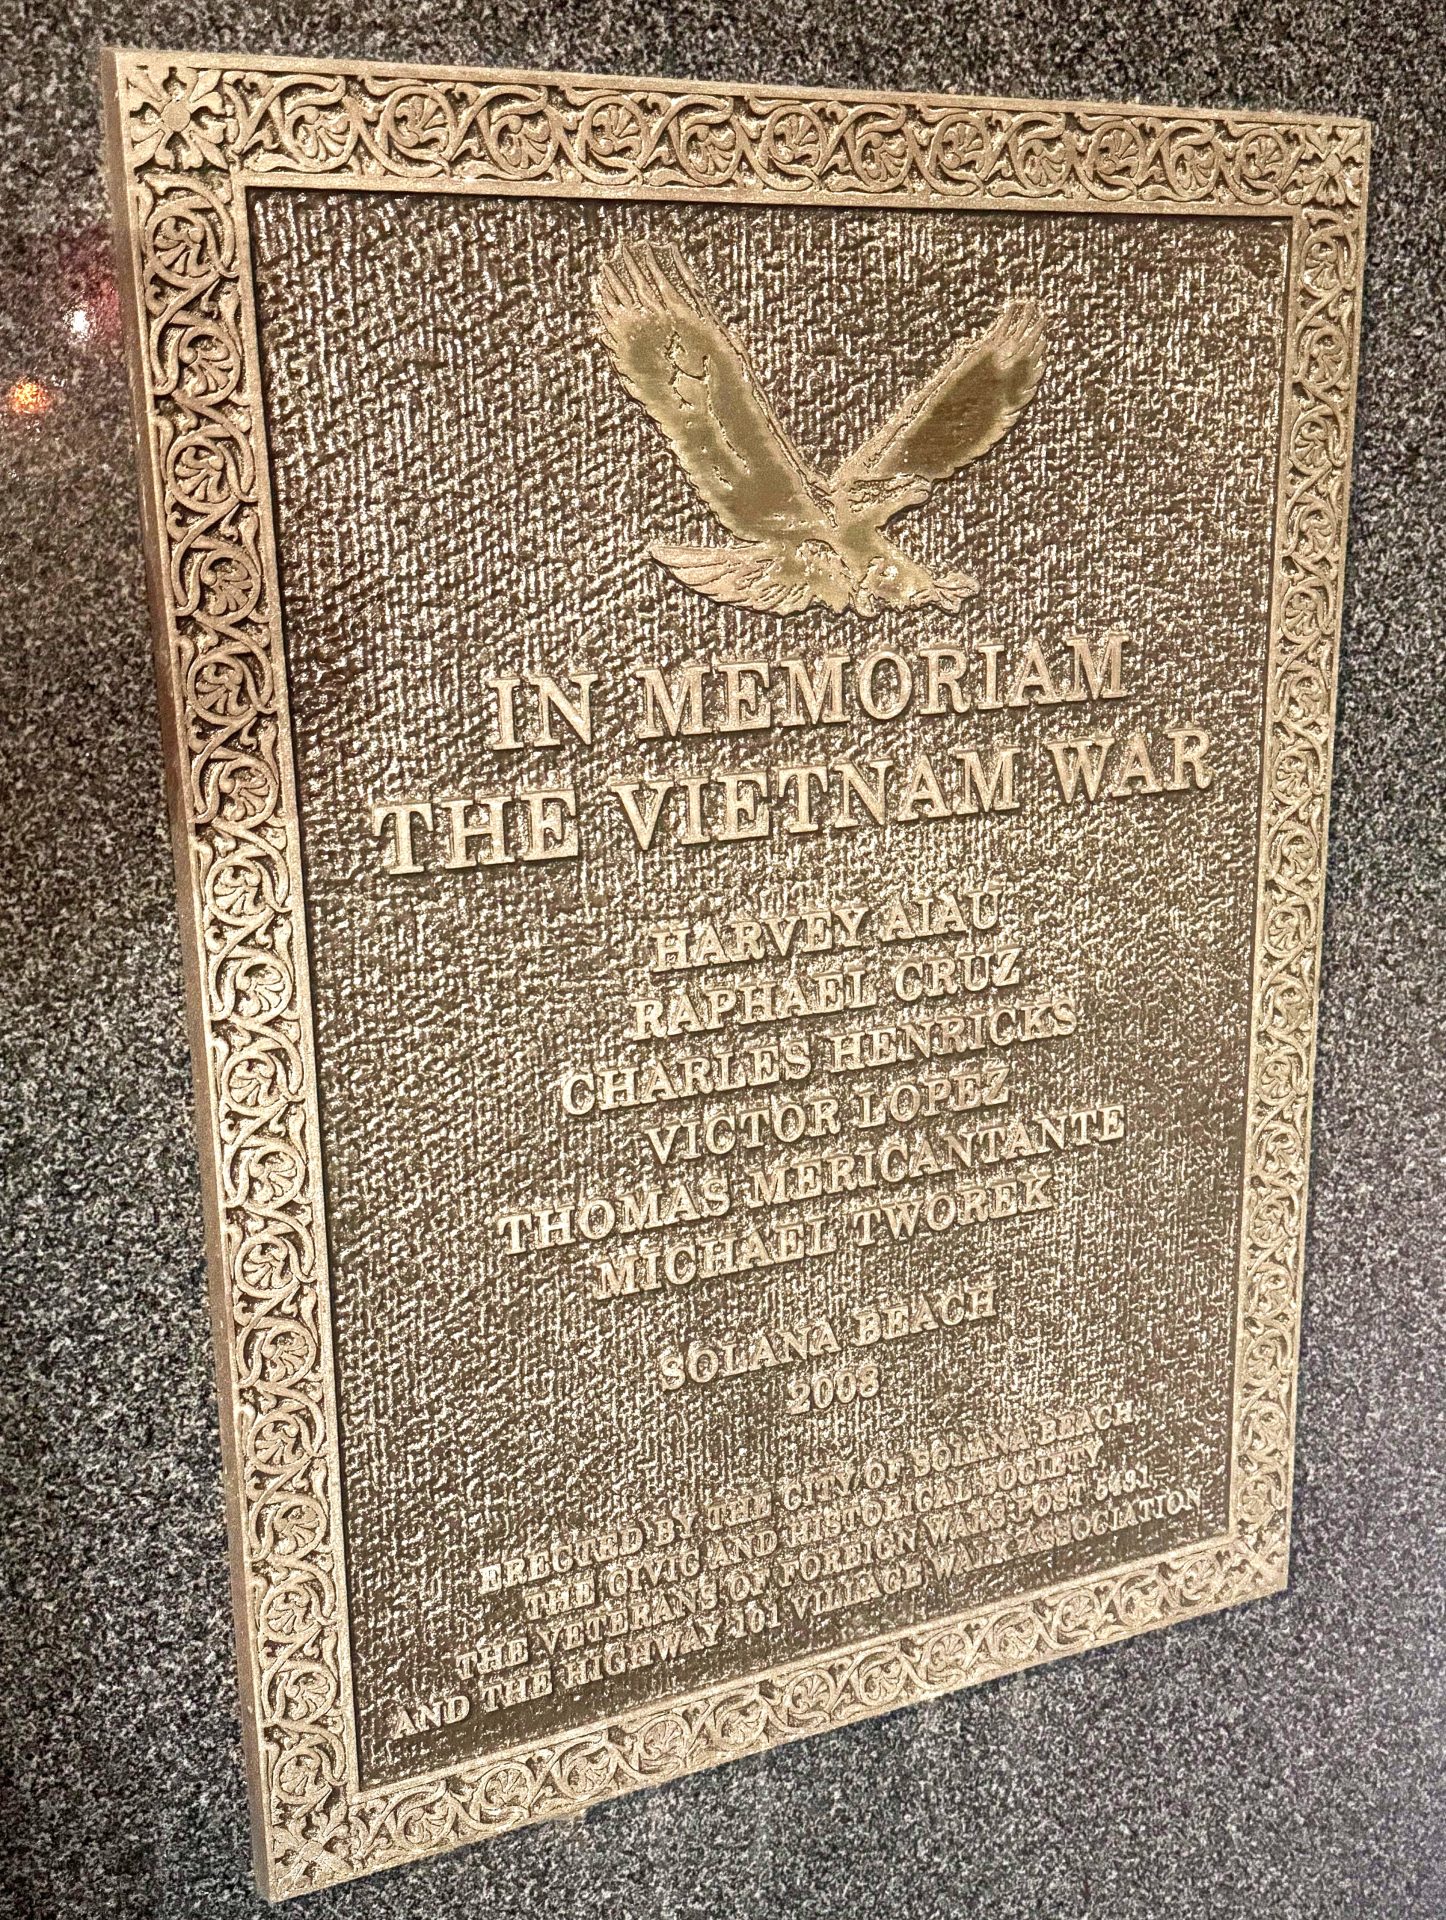 IN MEMORIAM
THE VIETNAM WAR
HARVEY AIAU
RAPHAEL CRUZ
CHARLES HENRICKS
VICTOR LOPEZ
THOMAS MERICANTANTE
MICHAEL TWOREK
SOLANA BEACH
2008
ERECTED BY THE CITY OF SOLANA BEACH
THE CIVIC AND HISTORICAL SOCIETY
THE VETERANS OF FOREIGN WARS POST 5431
AND THE HIGHWAY 101 VILLAGE WALK ASSOCIATION